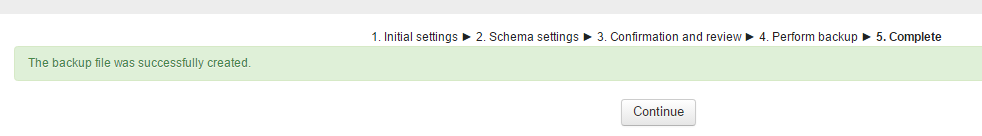 1. Initial settings ► 2. Schema settings ► 3. Confirmation and review ► 4. Perform backup ► 5. Complete
The backup file was successfully created.
Continue